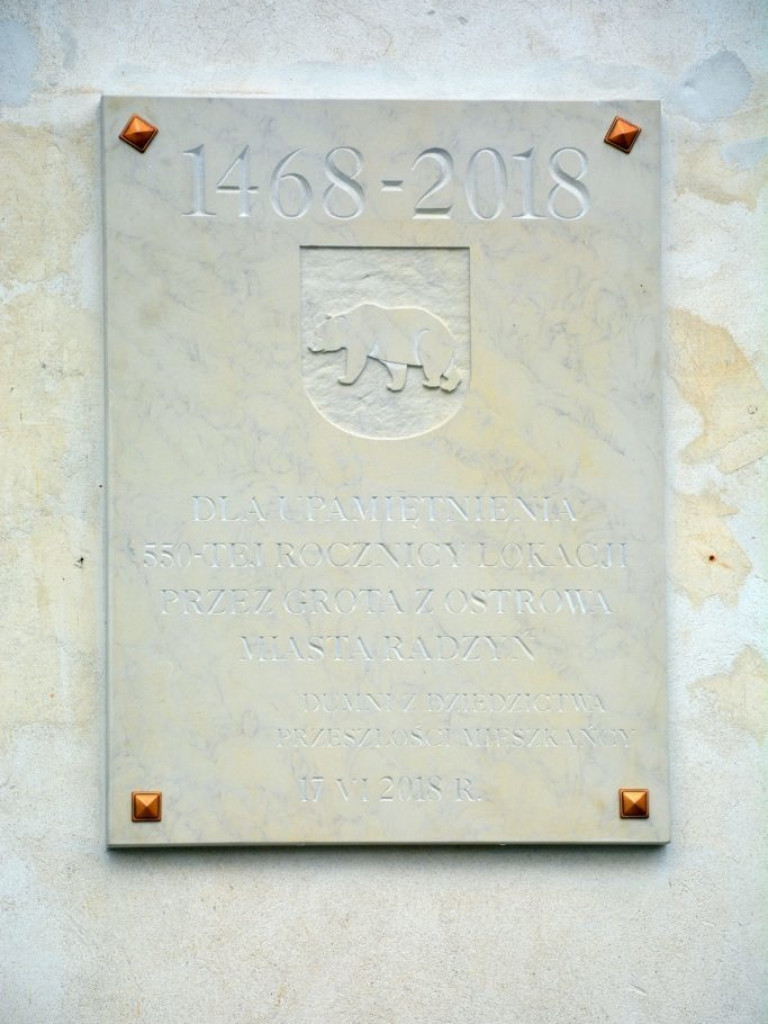 1468-2018
DLA UPAMIĘTNIENIA
550-TEJ ROCZNICY LOKACJI
PRZEZ GROTA Z OSTROWA
MIASTA RADZYŃ
DUMNI Z DZIEDZICTWA
PRZESZŁOŚCI MIESZKAŃCY
17 VI 2018 R.